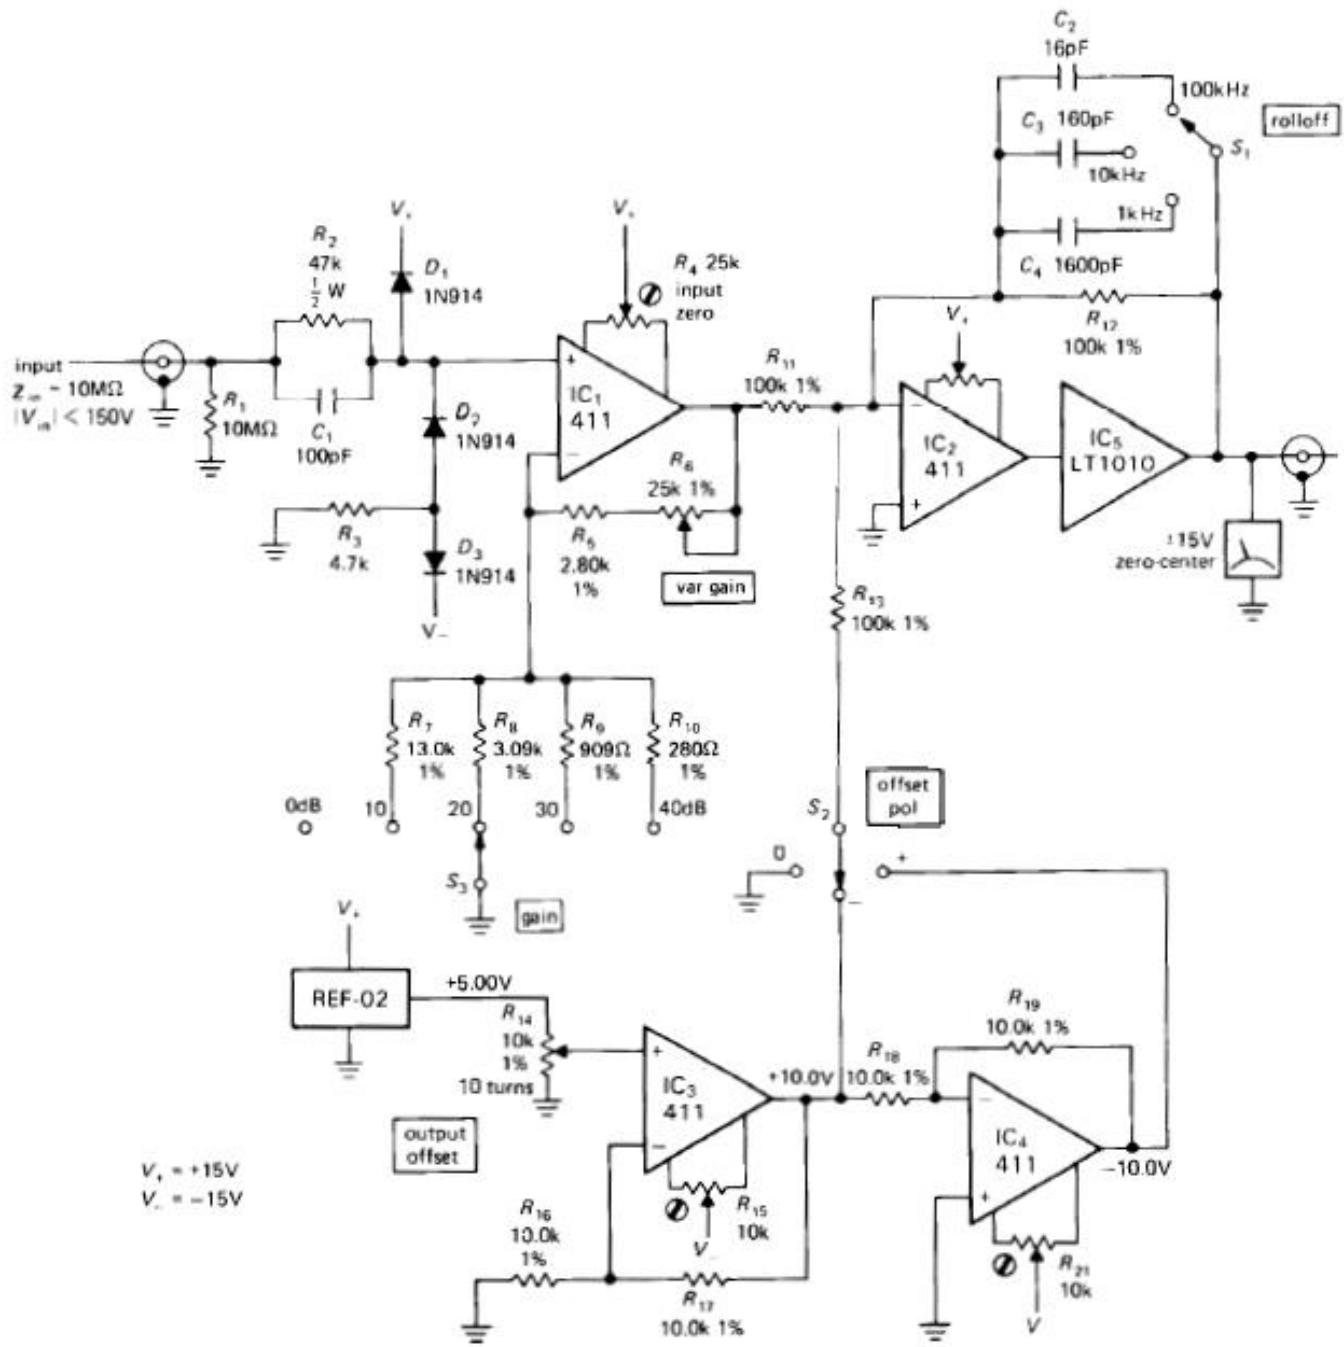 C2
16pF
100kHz
rolloff
C3 160pF
S1
10kHz
1kHz
C4 1600pF
R12
100k 1%
V+
V+
V+
R2
47k
1/2 W
D1
1N914
R4 25k
input
zero
input
Zin ~ 10MΩ
|Vin| < 150V
R1
10MΩ
C1
100pF
D2
1N914
R3
4.7k
D3
1N914
V−
+
IC1
411
−
R11
100k 1%
R6
25k 1%
R5
2.80k
1%
var gain
−
IC2
411
+
IC5
LT1010
±15V
zero-center
R13
100k 1%
R7
13.0k
1%
R8
3.09k
1%
R9
909Ω
1%
R10
280Ω
1%
0dB
10
20
30
40dB
S3
gain
S2
offset
pol
0
+
−
V+
REF-02
+5.00V
R14
10k
1%
10 turns
output
offset
+
IC3
411
−
+10.0V
R18
10.0k 1%
R19
10.0k 1%
−
IC4
411
+
−10.0V
R15
10k
V−
R16
10.0k
1%
R17
10.0k 1%
R21
10k
V
V+ = +15V
V− = −15V